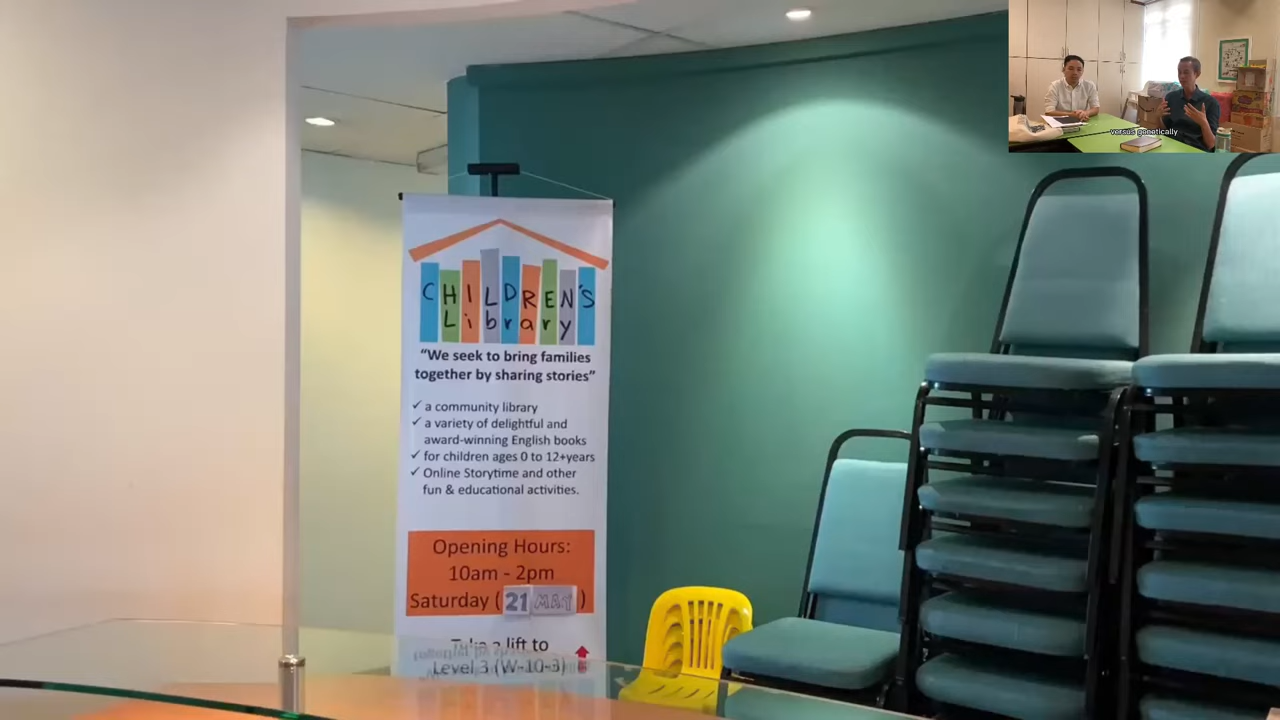 versus genetically
CHILDREN'S
Library
"We seek to bring families
together by sharing stories"
✓ a community library
✓ a variety of delightful and
award-winning English books
✓ for children ages 0 to 12+years
✓ Online Storytime and other
fun & educational activities.
Opening Hours:
10am - 2pm
Saturday (21 MAY)
Take a lift to
Level 3 (W-10-3)